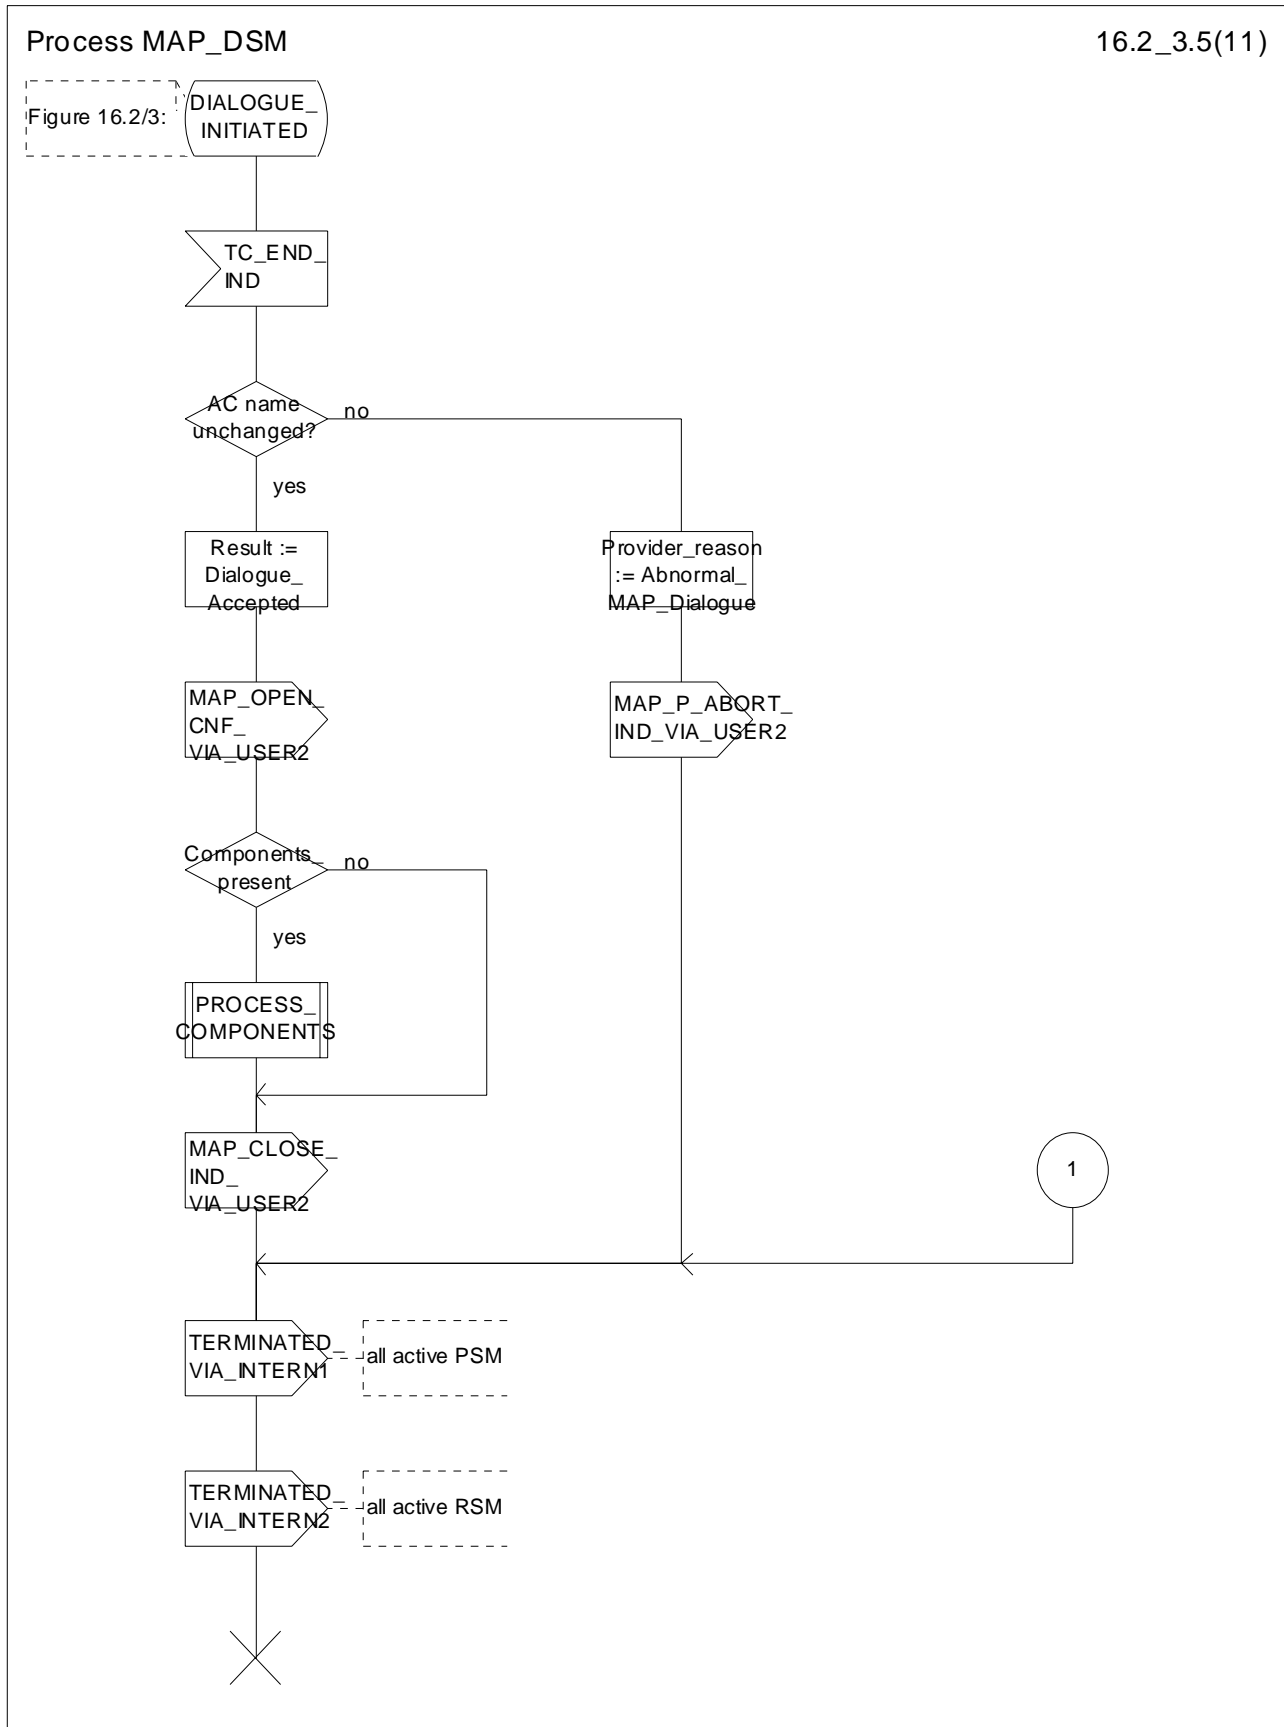 Process MAP_DSM
16.2_3.5(11)
Figure 16.2/3:
DIALOGUE_
INITIATED
TC_END_
IND
AC name
unchanged?
no
yes
Result :=
Dialogue_
Accepted
Provider_reason
:= Abnormal_
MAP_Dialogue
MAP_OPEN_
CNF_
VIA_USER2
MAP_P_ABORT_
IND_VIA_USER2
Components_
present
no
yes
PROCESS_
COMPONENTS
MAP_CLOSE_
IND_
VIA_USER2
1
TERMINATED_
VIA_INTERN1
all active PSM
TERMINATED_
VIA_INTERN2
all active RSM